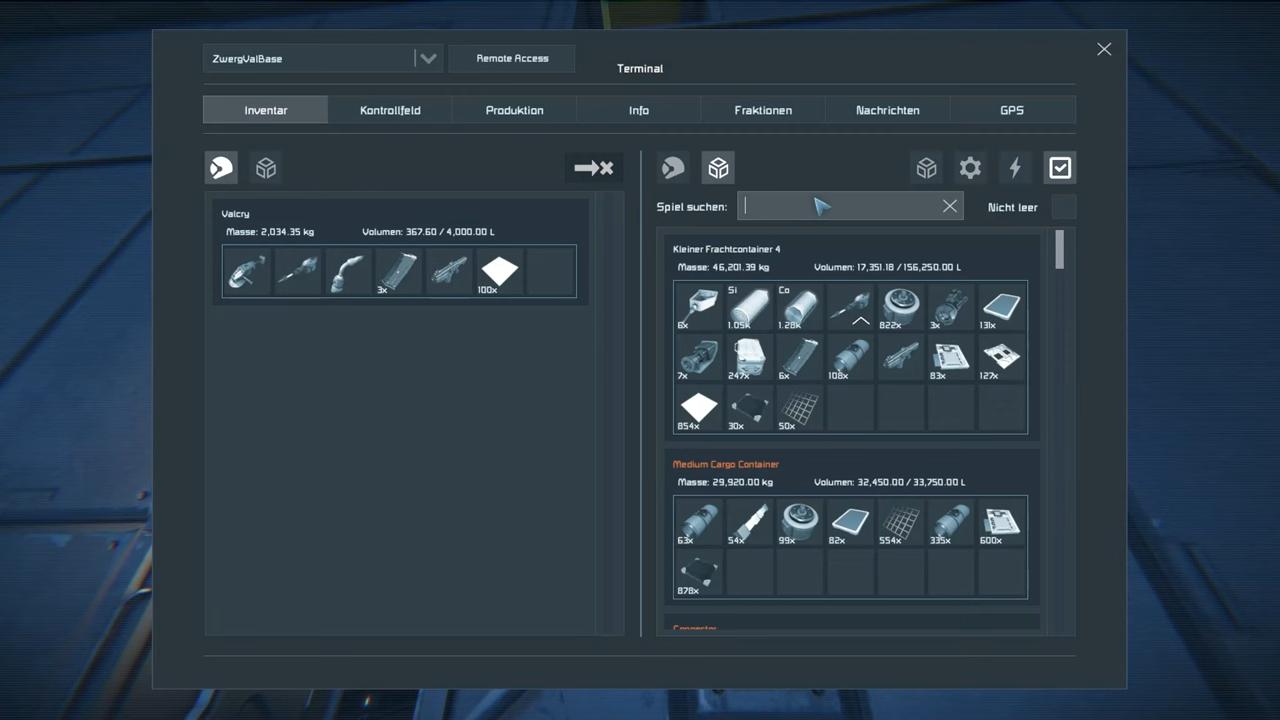 ZwergValBase
Remote Access
Terminal
Inventar
Kontrollfeld
Produktion
Info
Fraktionen
Nachrichten
GPS
Valcry
Masse: 2,034.35 kg Volumen: 367.60 / 4,000.00 L
3x 100x
Spiel suchen:
Nicht leer
Kleiner Frachtcontainer 4
Masse: 46,201.39 kg Volumen: 17,351.18 / 156,250.00 L
Si Co
6x 1.05k 1.28k 822x 3x 131x
7x 247x 6x 108x 83x 127x
854x 30x 50x
Medium Cargo Container
Masse: 29,920.00 kg Volumen: 32,450.00 / 33,750.00 L
63x 54x 99x 82x 554x 335x 600x
878x
Connector